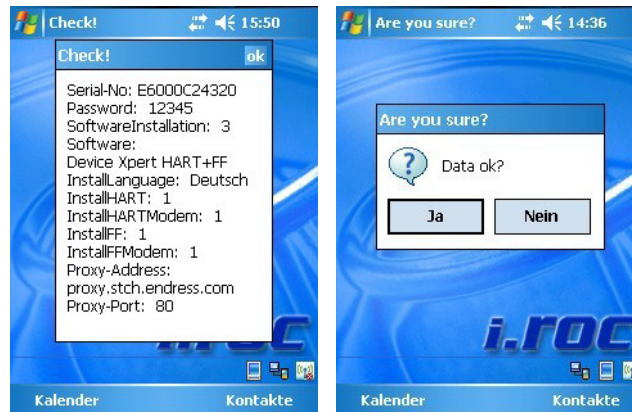 Check! 15:50
Check! ok
Serial-No: E6000C24320
Password: 12345
SoftwareInstallation: 3
Software:
Device Xpert HART+FF
InstallLanguage: Deutsch
InstallHART: 1
InstallHARTModem: 1
InstallFF: 1
InstallFFModem: 1
Proxy-Address:
proxy.stch.endress.com
Proxy-Port: 80
Kalender Kontakte
Are you sure? 14:36
Are you sure?
Data ok?
Ja Nein
i.roc
Kalender Kontakte